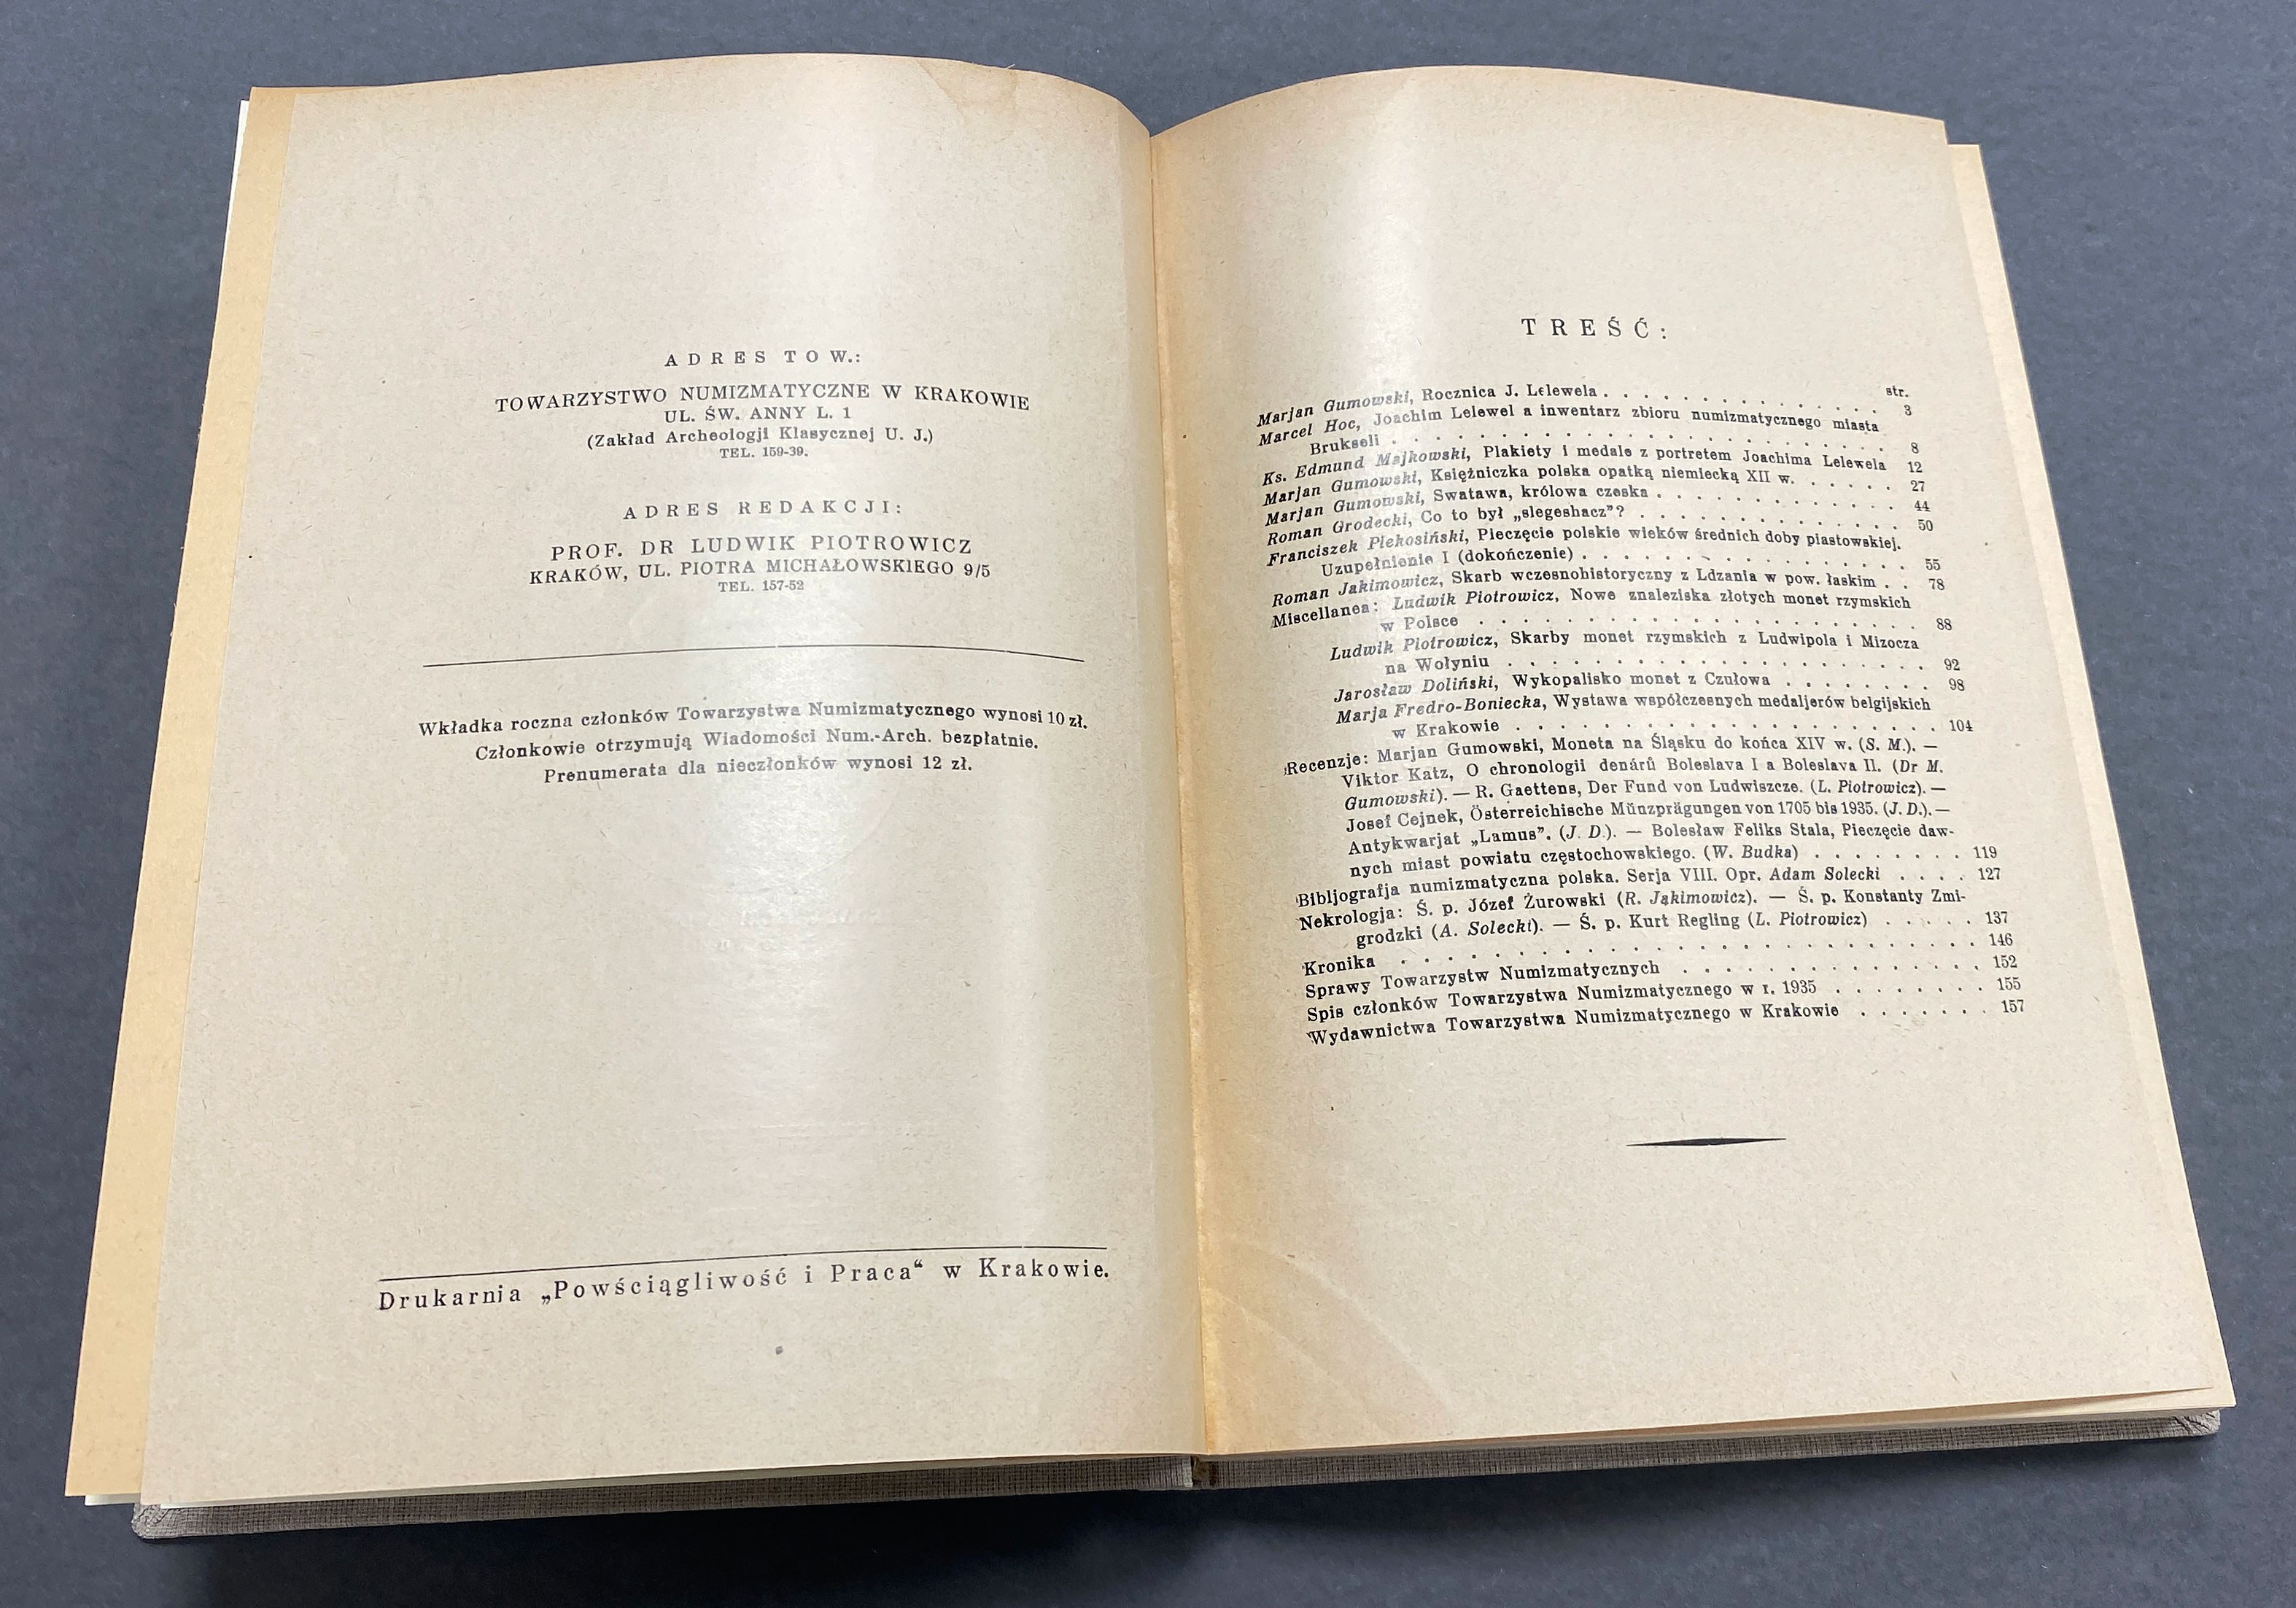 ADRES TOW.:
TOWARZYSTWO NUMIZMATYCZNE W KRAKOWIE
UL. ŚW. ANNY L. 1
(Zakład Archeologji Klasycznej U. J.)
TEL. 159-39.
ADRES REDAKCJI:
PROF. DR LUDWIK PIOTROWICZ
KRAKÓW, UL. PIOTRA MICHAŁOWSKIEGO 9/5
TEL. 157-52
Wkładka roczna członków Towarzystwa Numizmatycznego wynosi 10 zł.
Członkowie otrzymują Wiadomości Num.-Arch. bezpłatnie.
Prenumerata dla nieczłonków wynosi 12 zł.
Drukarnia „Powściągliwość i Praca“ w Krakowie.
TREŚĆ:
str.
Marjan Gumowski, Rocznica J. Lelewela . . . . . . . . . . . . . . . 3
Marcel Hoc, Joachim Lelewel a inwentarz zbioru numizmatycznego miasta
Brukseli . . . . . . . . . . . . . . . . . . . . . . . 8
Ks. Edmund Majkowski, Plakiety i medale z portretem Joachima Lelewela 12
Marjan Gumowski, Księżniczka polska opatką niemiecką XII w. . . . . . 27
Marjan Gumowski, Swatawa, królowa czeska . . . . . . . . . . . . 44
Roman Grodecki, Co to był „slegeshacz”? . . . . . . . . . . . . . 50
Franciszek Piekosiński, Pieczęcie polskie wieków średnich doby piastowskiej.
Uzupełnienie I (dokończenie) . . . . . . . . . . . . . . . 55
Roman Jakimowicz, Skarb wczesnohistoryczny z Ldzania w pow. łaskim . . 78
Miscellanea: Ludwik Piotrowicz, Nowe znaleziska złotych monet rzymskich
w Polsce . . . . . . . . . . . . . . . . . . . . 88
Ludwik Piotrowicz, Skarby monet rzymskich z Ludwipola i Mizocza
na Wołyniu . . . . . . . . . . . . . . . . . . . 92
Jarosław Doliński, Wykopalisko monet z Czułowa . . . . . . . . 98
Marja Fredro-Boniecka, Wystawa współczesnych medaljerów belgijskich
w Krakowie . . . . . . . . . . . . . . . . . . . 104
Recenzje: Marjan Gumowski, Moneta na Śląsku do końca XIV w. (S. M.). —
Viktor Katz, O chronologii denárů Boleslava I a Boleslava II. (Dr M.
Gumowski). — R. Gaettens, Der Fund von Ludwiszcze. (L. Piotrowicz). —
Josef Cejnek, Österreichische Münzprägungen von 1705 bis 1935. (J. D.). —
Antykwarjat „Lamus”. (J. D.). — Bolesław Feliks Stala, Pieczęcie daw-
nych miast powiatu częstochowskiego. (W. Budka) . . . . . . . . 119
Bibljografja numizmatyczna polska. Serja VIII. Opr. Adam Solecki . . . . 127
Nekrologja: Ś. p. Józef Żurowski (R. Jakimowicz). — Ś. p. Konstanty Zmi-
grodzki (A. Solecki). — Ś. p. Kurt Regling (L. Piotrowicz) . . . . . 137
Kronika . . . . . . . . . . . . . . . . . . . . . . . . 146
Sprawy Towarzystw Numizmatycznych . . . . . . . . . . . . . . 152
Spis członków Towarzystwa Numizmatycznego w r. 1935 . . . . . . . . 155
Wydawnictwa Towarzystwa Numizmatycznego w Krakowie . . . . . . . 157